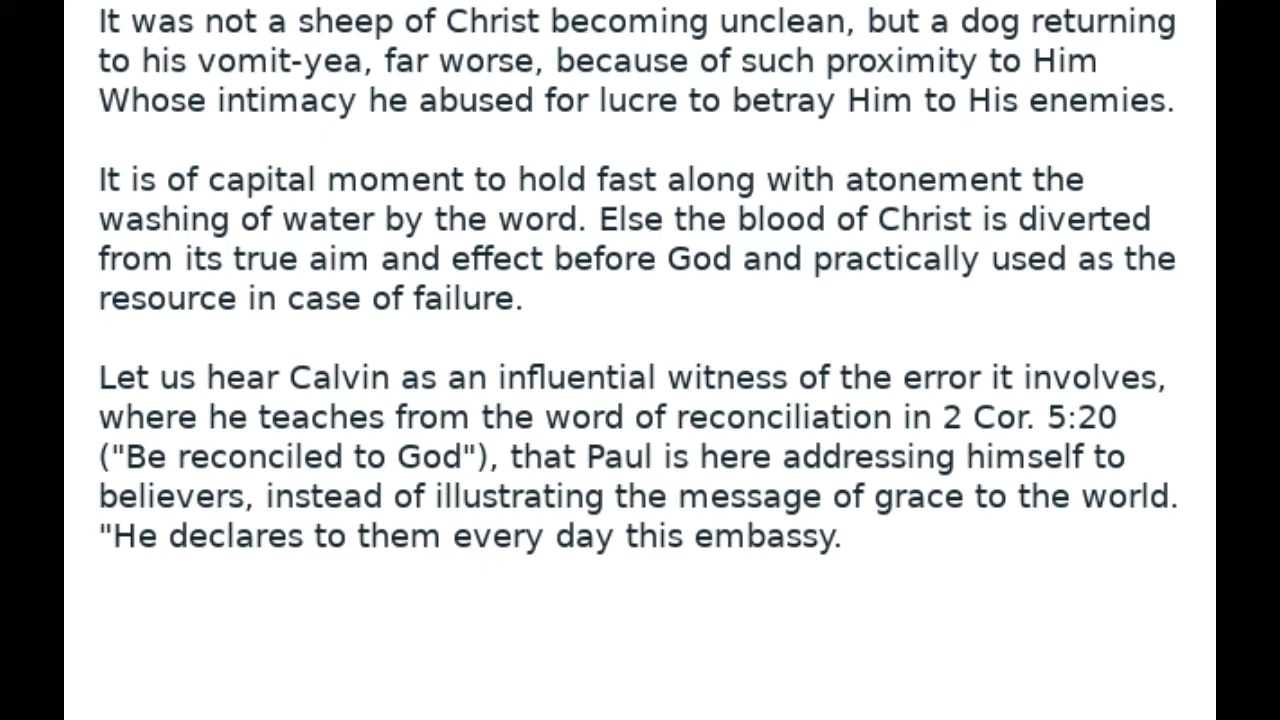 It was not a sheep of Christ becoming unclean, but a dog returning
to his vomit-yea, far worse, because of such proximity to Him
Whose intimacy he abused for lucre to betray Him to His enemies.
It is of capital moment to hold fast along with atonement the
washing of water by the word. Else the blood of Christ is diverted
from its true aim and effect before God and practically used as the
resource in case of failure.
Let us hear Calvin as an influential witness of the error it involves,
where he teaches from the word of reconciliation in 2 Cor. 5:20
("Be reconciled to God"), that Paul is here addressing himself to
believers, instead of illustrating the message of grace to the world.
"He declares to them every day this embassy.